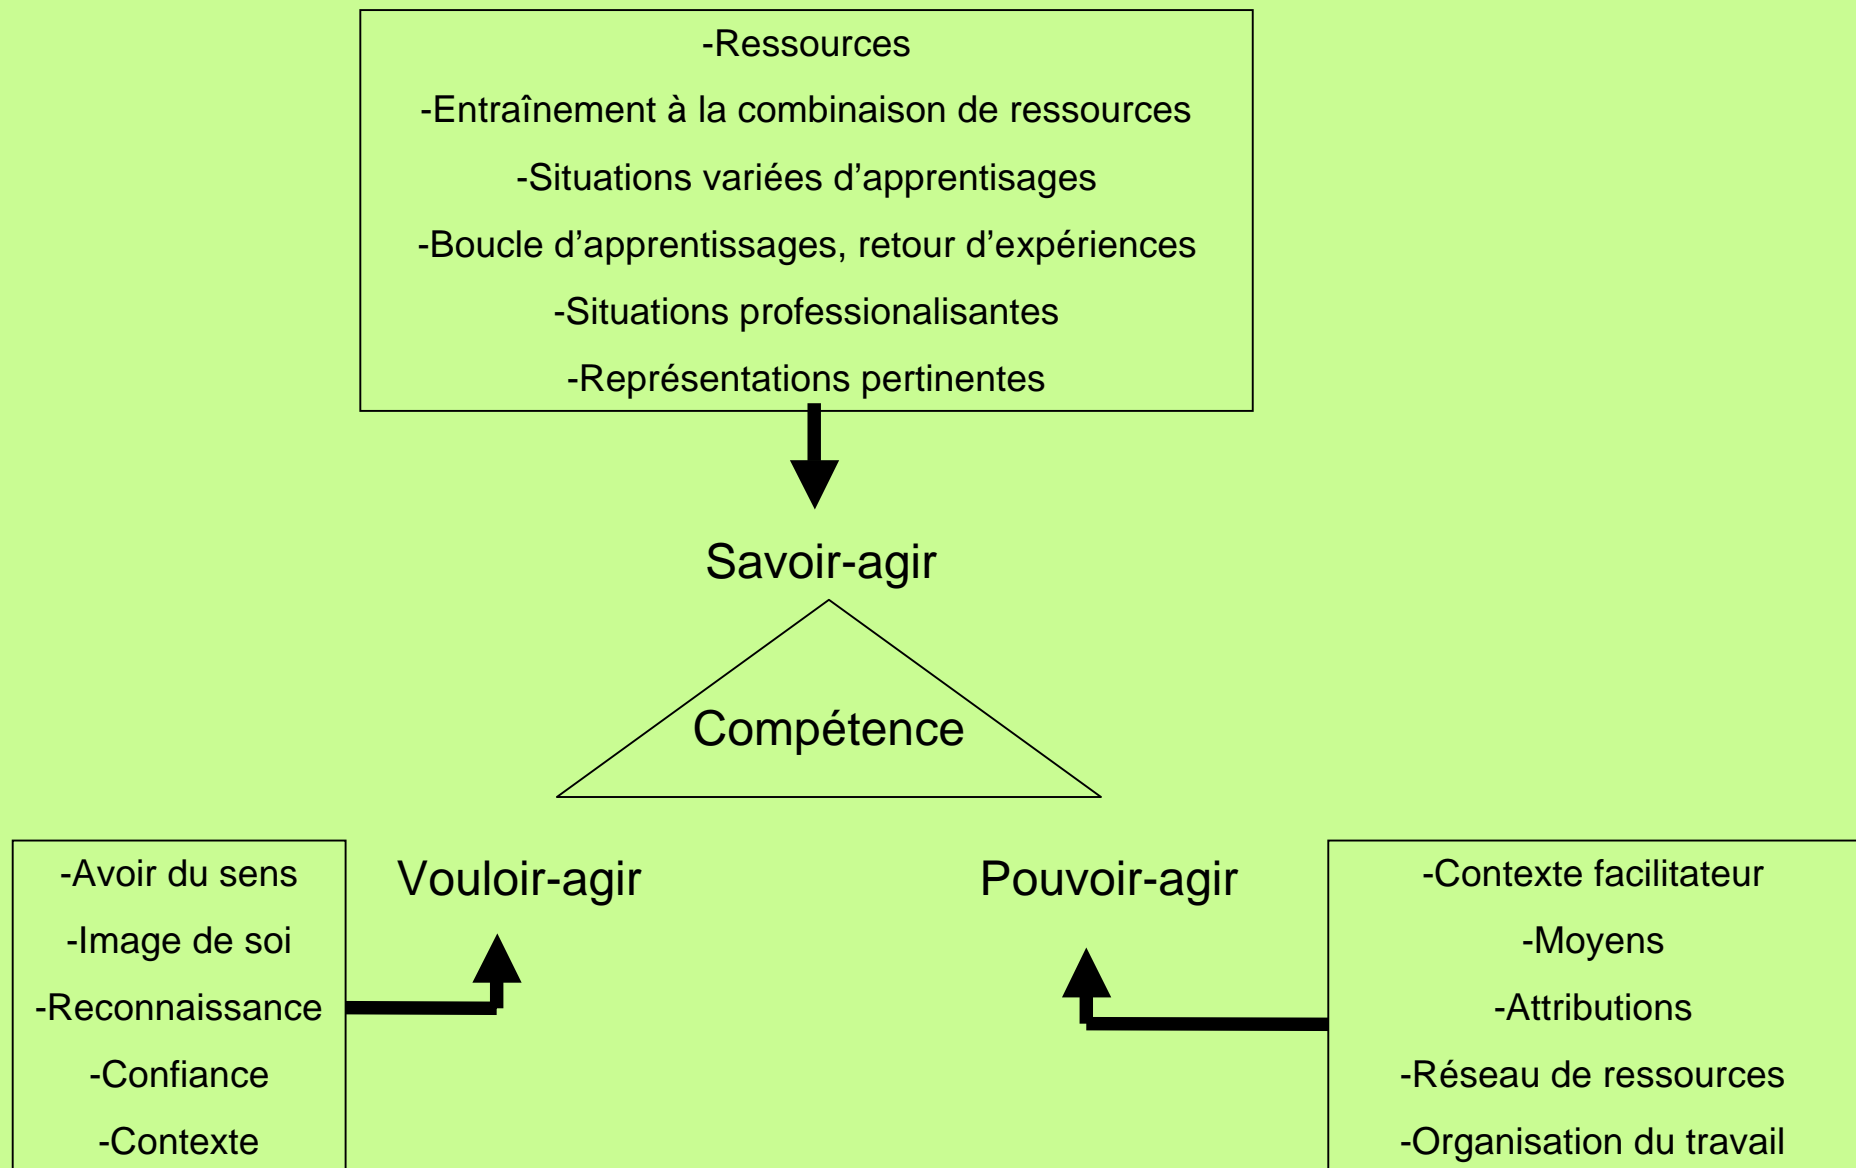 -Ressources
-Entraînement à la combinaison de ressources
-Situations variées d’apprentisages
-Boucle d’apprentissages, retour d’expériences
-Situations professionalisantes
-Représentations pertinentes
Savoir-agir
Compétence
Vouloir-agir
Pouvoir-agir
-Avoir du sens
-Image de soi
-Reconnaissance
-Confiance
-Contexte
-Contexte facilitateur
-Moyens
-Attributions
-Réseau de ressources
-Organisation du travail